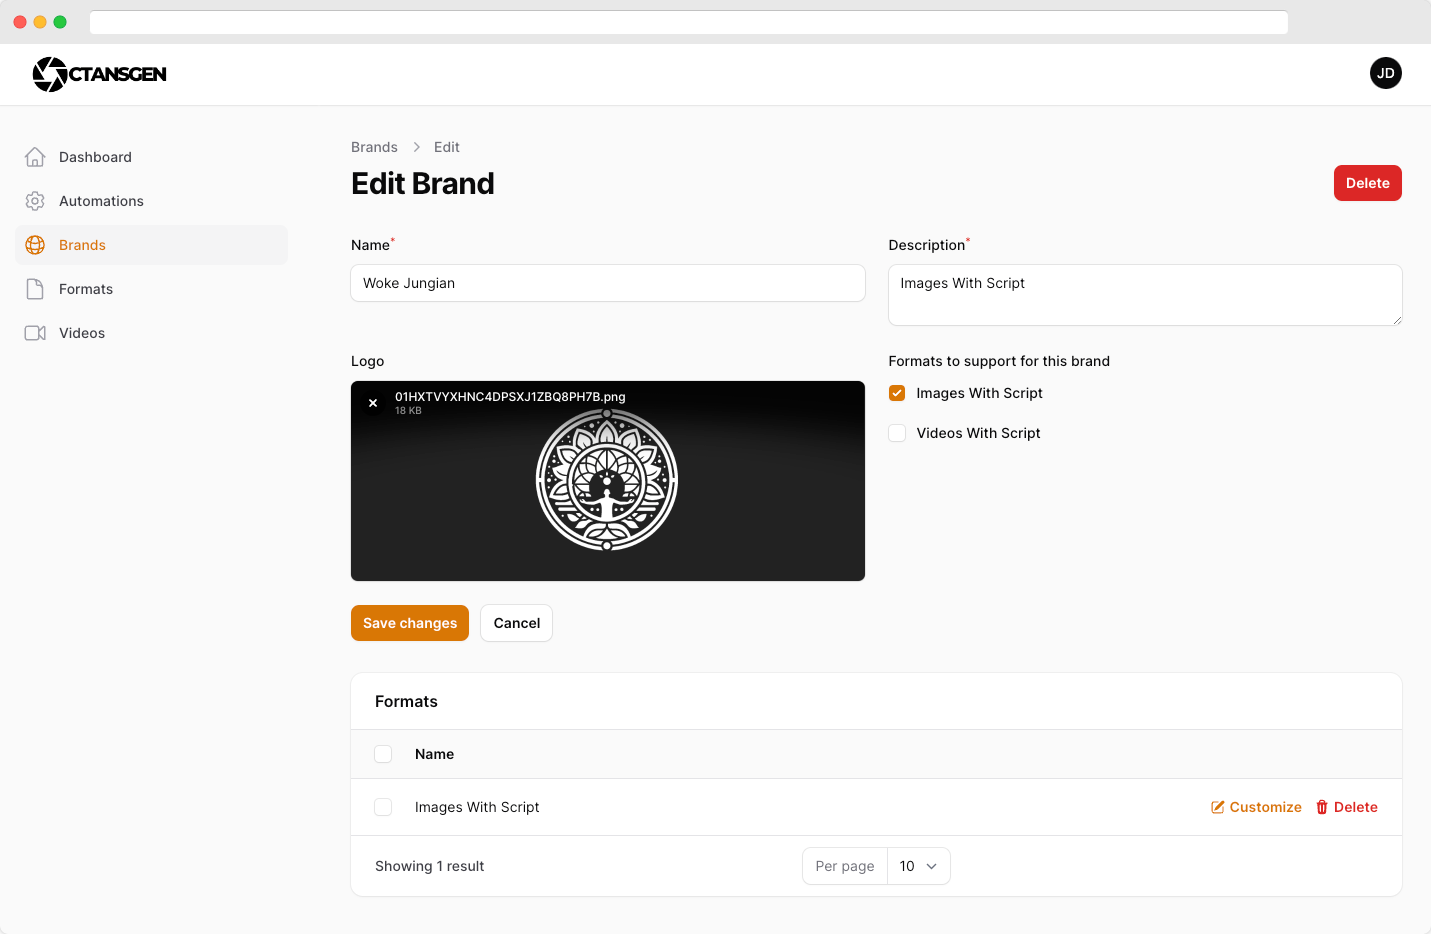 CTANSGEN
JD
Dashboard
Automations
Brands
Formats
Videos
Brands > Edit
Edit Brand
Delete
Name*
Woke Jungian
Description*
Images With Script
Logo
01HXTVYXHNC4DPSXJ1ZBQ8PH7B.png
18 KB
Formats to support for this brand
Images With Script
Videos With Script
Save changes
Cancel
Formats
Name
Images With Script
Customize
Delete
Showing 1 result
Per page
10